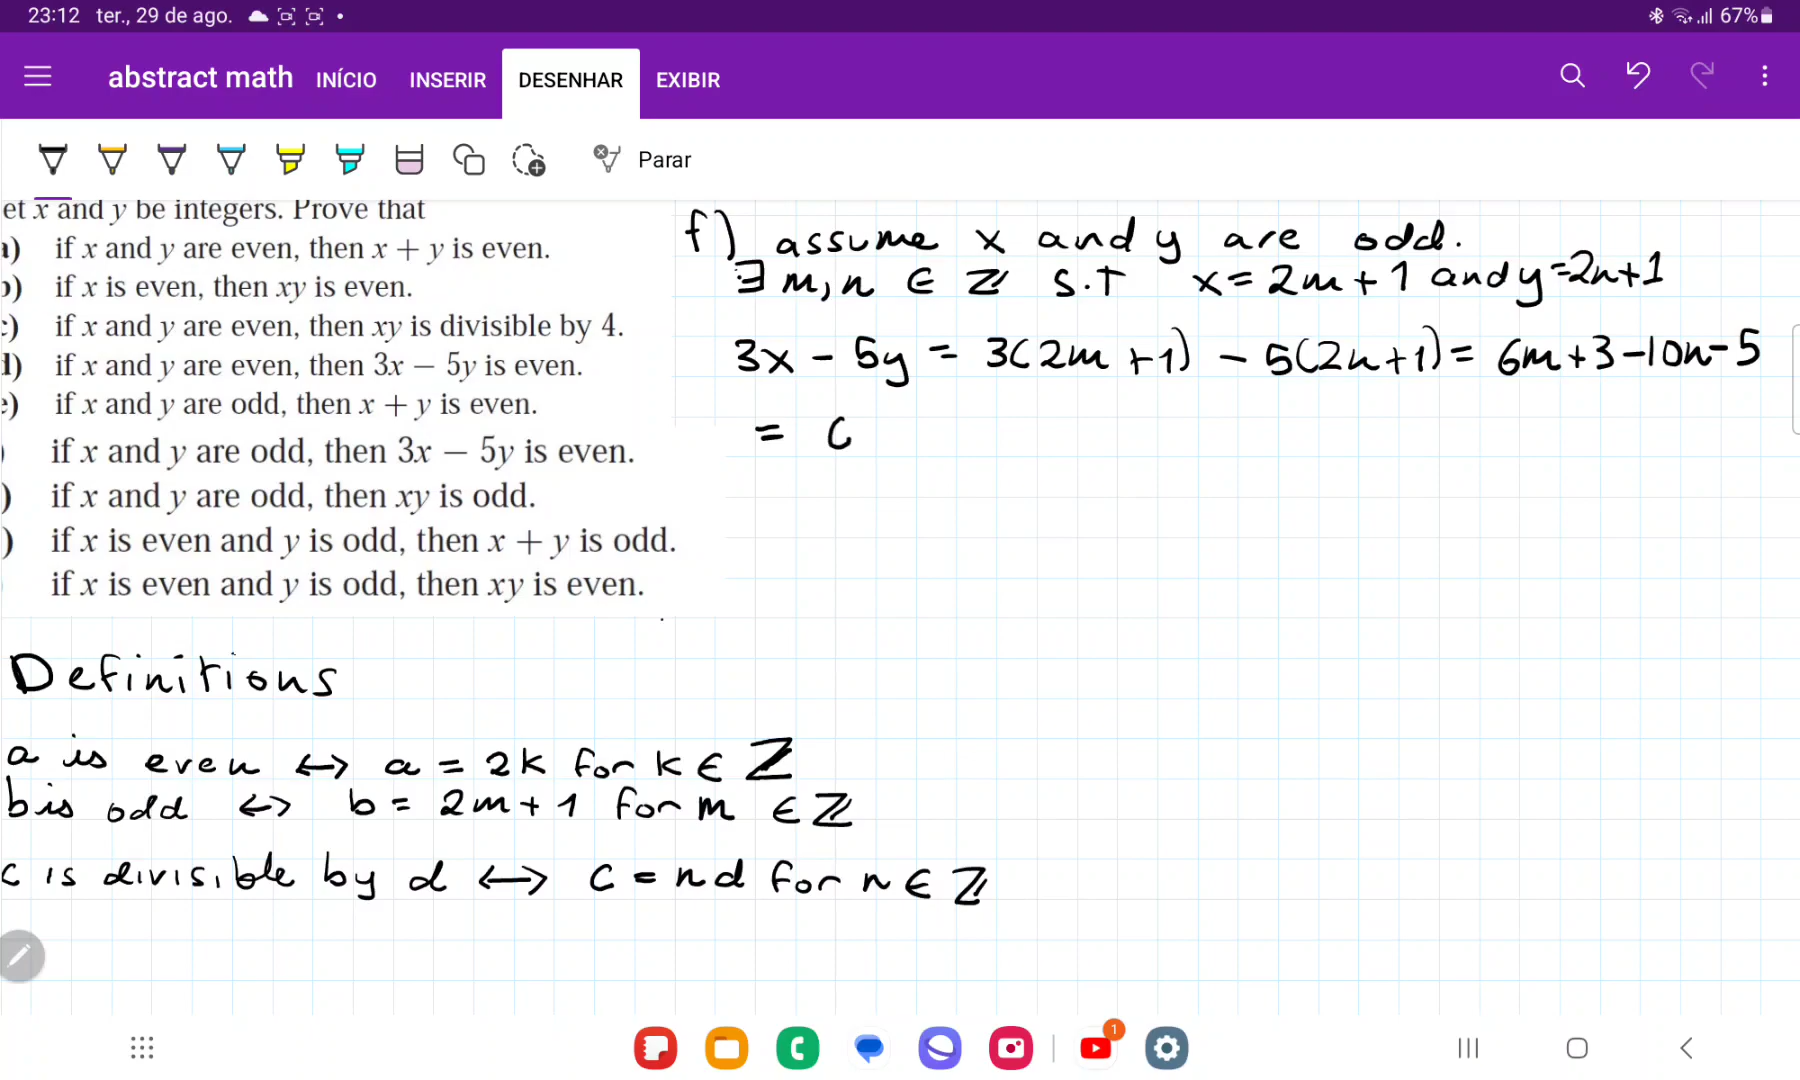 23:12 ter., 29 de ago.
67%
abstract math INÍCIO INSERIR DESENHAR EXIBIR
Parar
et x and y be integers. Prove that
) if x and y are even, then x + y is even.
) if x is even, then xy is even.
) if x and y are even, then xy is divisible by 4.
) if x and y are even, then 3x − 5y is even.
) if x and y are odd, then x + y is even.
if x and y are odd, then 3x − 5y is even.
) if x and y are odd, then xy is odd.
) if x is even and y is odd, then x + y is odd.
if x is even and y is odd, then xy is even.
f) assume x and y are odd.
∃ m, n ∈ ℤ s.t x = 2m + 1 and y = 2n + 1
3x − 5y = 3(2m + 1) − 5(2n + 1) = 6m + 3 − 10n − 5
= 6
Definitions
a is even ↔ a = 2k for k ∈ ℤ
b is odd ↔ b = 2m + 1 for m ∈ ℤ
c is divisible by d ↔ c = nd for n ∈ ℤ
1